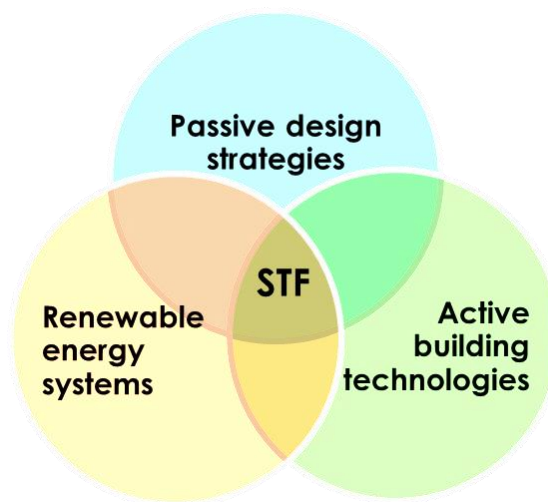 Passive design
strategies
STF
Renewable
energy
systems
Active
building
technologies